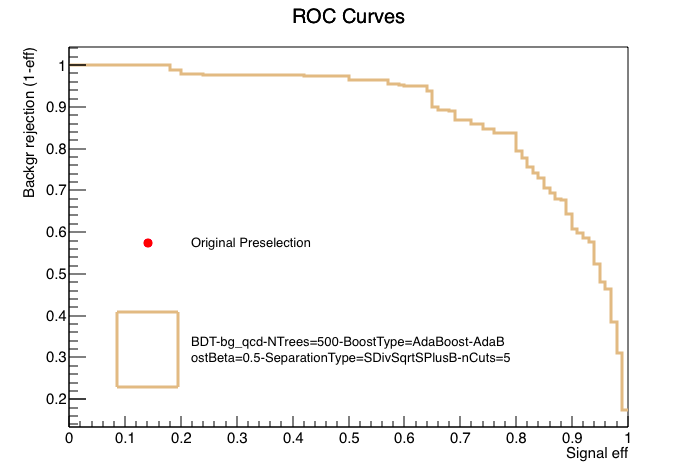 ROC Curves
Backgr rejection (1-eff)
1
0.9
0.8
0.7
0.6
0.5
0.4
0.3
0.2
Original Preselection
BDT-bg_qcd-NTrees=500-BoostType=AdaBoost-AdaB
ostBeta=0.5-SeparationType=SDivSqrtSPlusB-nCuts=5
0 0.1 0.2 0.3 0.4 0.5 0.6 0.7 0.8 0.9 1
Signal eff